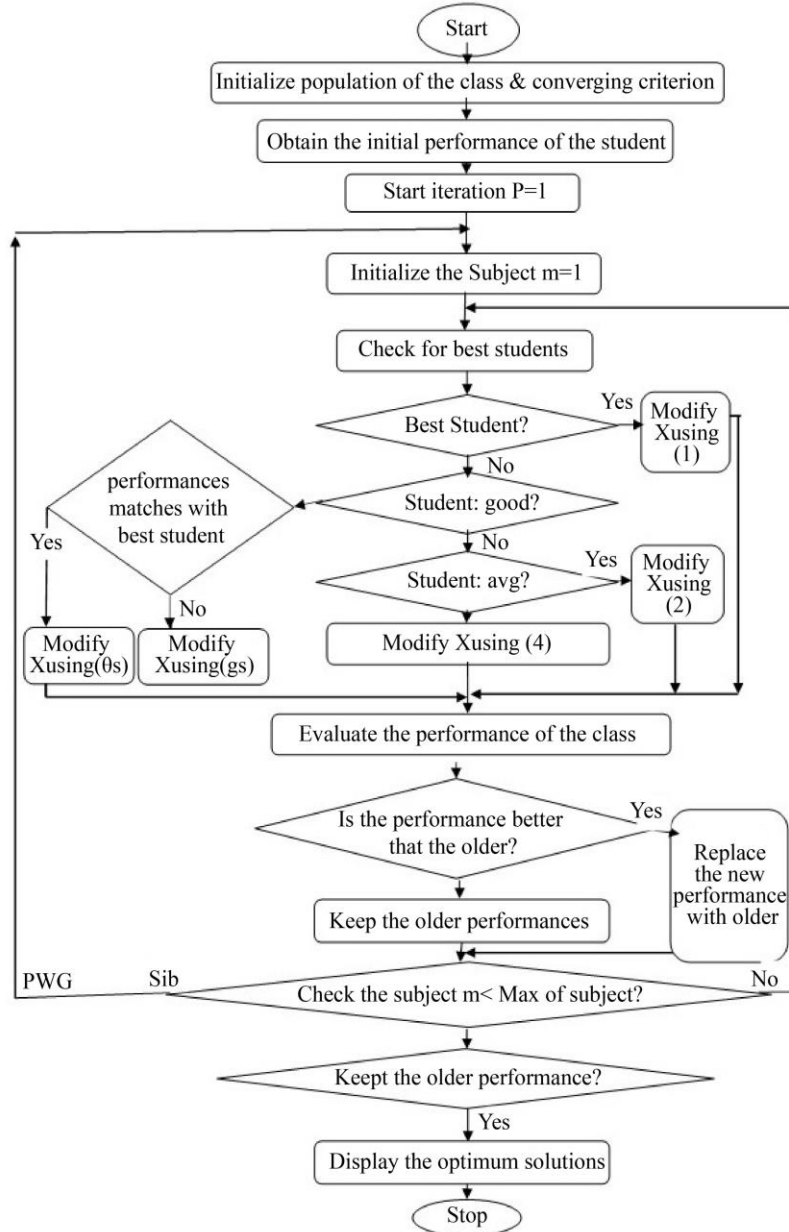 Start
Initialize population of the class & converging criterion
Obtain the initial performance of the student
Start iteration P=1
Initialize the Subject m=1
Check for best students
Best Student?
Yes
Modify
Xusing
(1)
No
performances
matches with
best student
Student: good?
Yes
No
No
Student: avg?
Yes
Modify
Xusing
(2)
Modify
Xusing(θs)
Modify
Xusing(gs)
Modify Xusing (4)
Evaluate the performance of the class
Is the performance better
that the older?
Yes
Replace
the new
performance
with older
Keep the older performances
PWG
Sib
Check the subject m< Max of subject?
No
Keept the older performance?
Yes
Display the optimum solutions
Stop